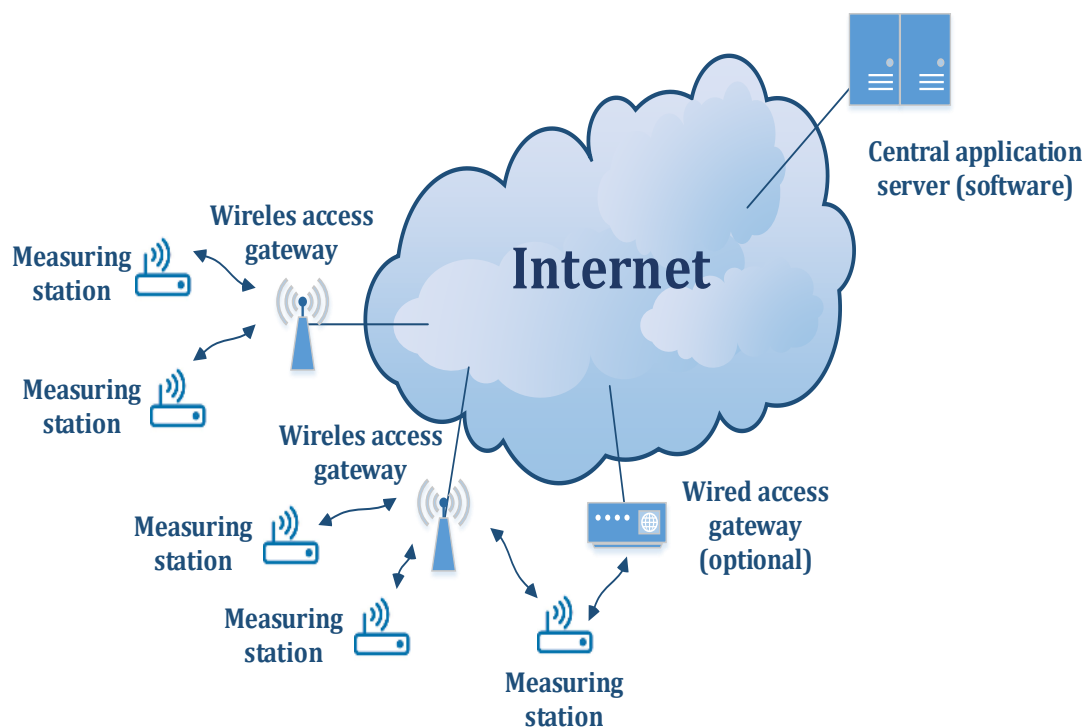 Central application
server (software)
Wireles access
gateway
Measuring
station
Internet
Measuring
station
Wireles access
gateway
Wired access
gateway
(optional)
Measuring
station
Measuring
station
Measuring
station